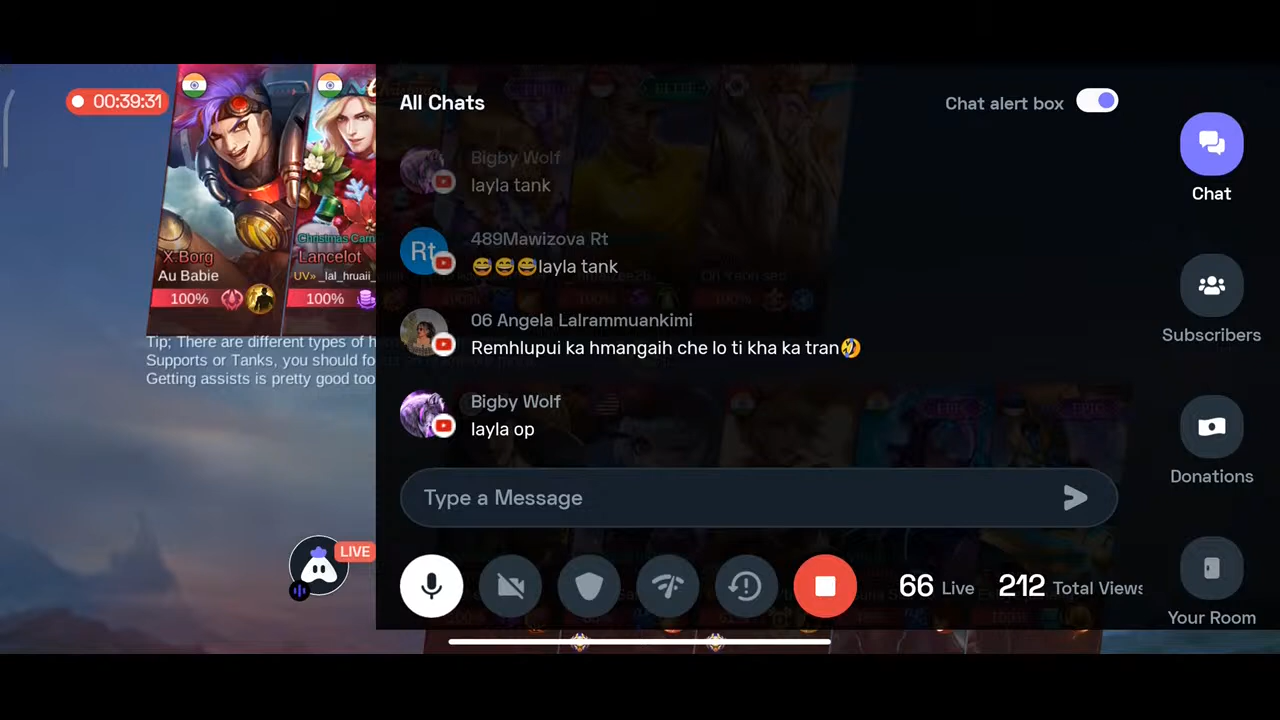 00:39:31
All Chats
Chat alert box
Chat
Bigby Wolf
layla tank
489Mawizova Rt
😅😅😅layla tank
Rt
06 Angela Lalrammuankimi
Remhlupui ka hmangaih che lo ti kha ka tran🤣
Bigby Wolf
layla op
Type a Message
66 Live 212 Total Views
Subscribers
Donations
Your Room
X.Borg
Au Babie
100%
Christmas Carn
Lancelot
UV» _lal_hruaii_
100%
Tip; There are different types of h
Supports or Tanks, you should fo
Getting assists is pretty good too
LIVE